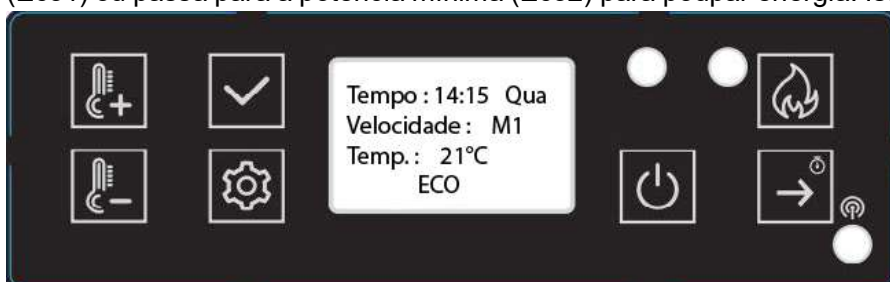 Tempo : 14:15 Qua
Velocidade : M1
Temp. : 21°C
ECO